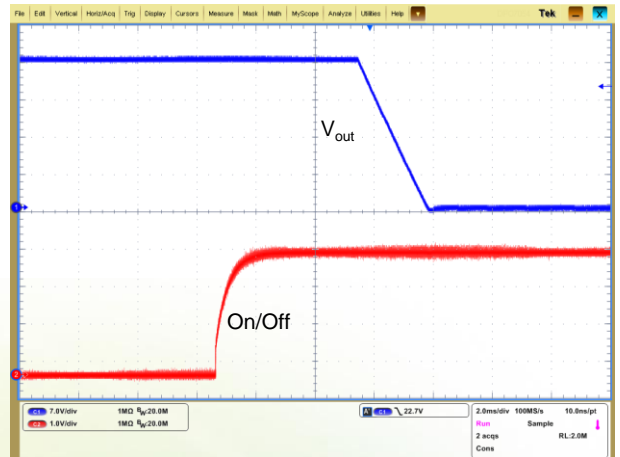 File Edit Vertical Horiz/Acq Trig Display Cursors Measure Mask Math MyScope Analyze Utilities Help Tek X
Vout
1
On/Off
2
C1 7.0V/div 1MΩ BW:20.0M
C2 1.0V/div 1MΩ BW:20.0M
A' C1 22.7V
2.0ms/div 100MS/s 10.0ns/pt
Run Sample
2 acqs RL:2.0M
Cons